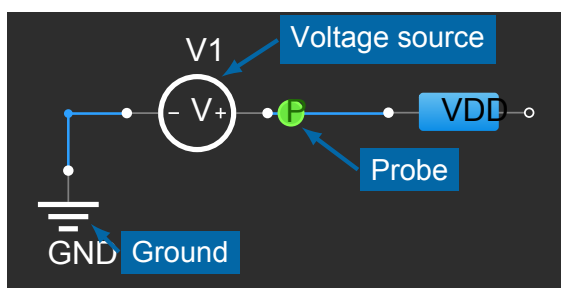 V1
Voltage source
- V+
P
VDD
Probe
GND
Ground